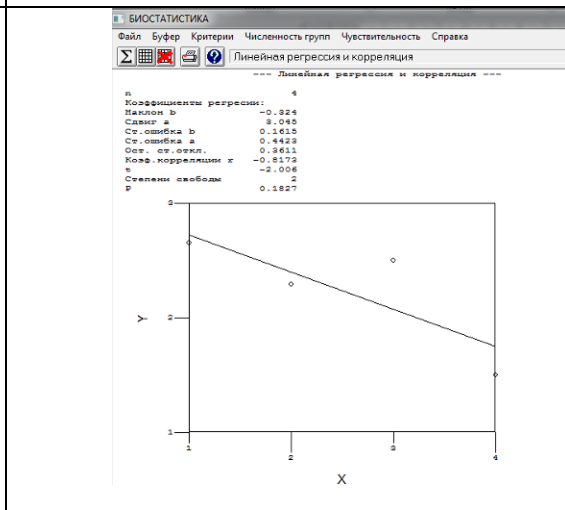 БИОСТАТИСТИКА
Файл Буфер Критерии Численность групп Чувствительность Справка
Σ ? Линейная регрессия и корреляция
--- Линейная регрессия и корреляция ---
n 4
Коэффициенты регресии:
Наклон b -0.324
Сдвиг a 3.045
Ст.ошибка b 0.1615
Ст.ошибка a 0.4423
Ост. ст.откл. 0.3611
Коэф.корреляции r -0.8173
t -2.006
Степени свободы 2
P 0.1827
3
Y 2
1
1 2 3 4
X